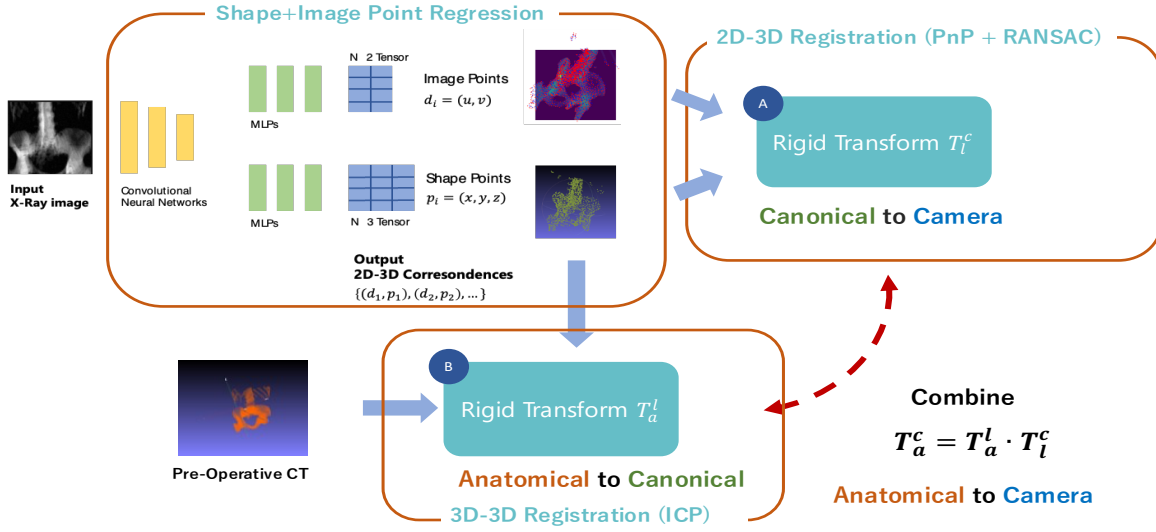 Shape+Image Point Regression
Input
X-Ray image
Convolutional
Neural Networks
MLPs
N 2 Tensor
Image Points
d_i = (u, v)
MLPs
N 3 Tensor
Shape Points
p_i = (x, y, z)
Output
2D-3D Corresondences
{(d_1, p_1), (d_2, p_2), ...}
2D-3D Registration (PnP + RANSAC)
A
Rigid Transform T_l^c
Canonical to Camera
Pre-Operative CT
B
Rigid Transform T_a^l
Anatomical to Canonical
3D-3D Registration (ICP)
Combine
T_a^c = T_a^l · T_l^c
Anatomical to Camera